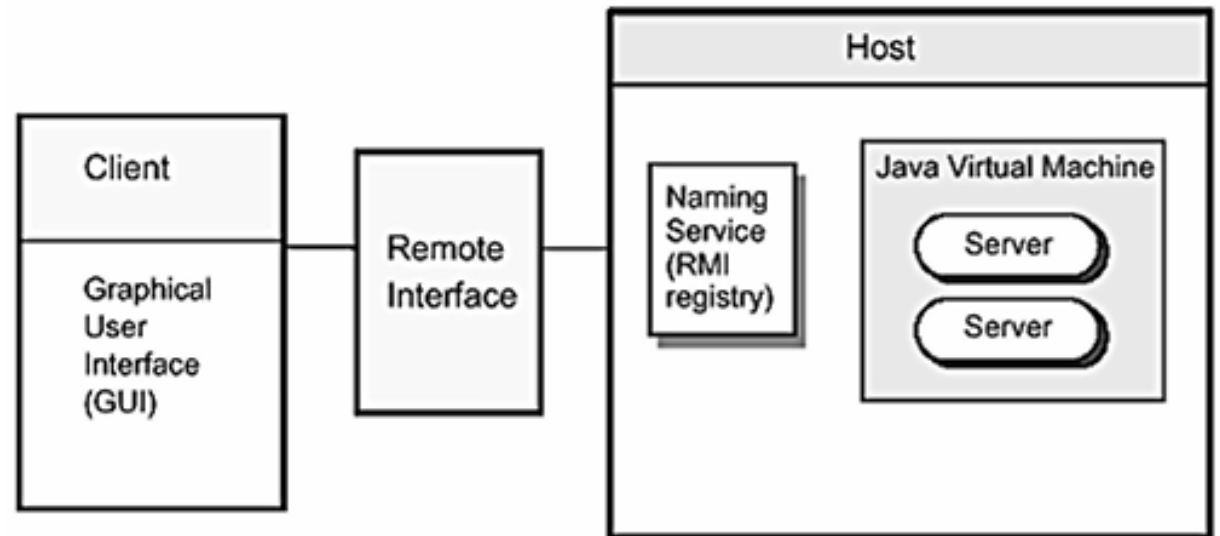 Client
Graphical
User
Interface
(GUI)
Remote
Interface
Host
Naming
Service
(RMI
registry)
Java Virtual Machine
Server
Server